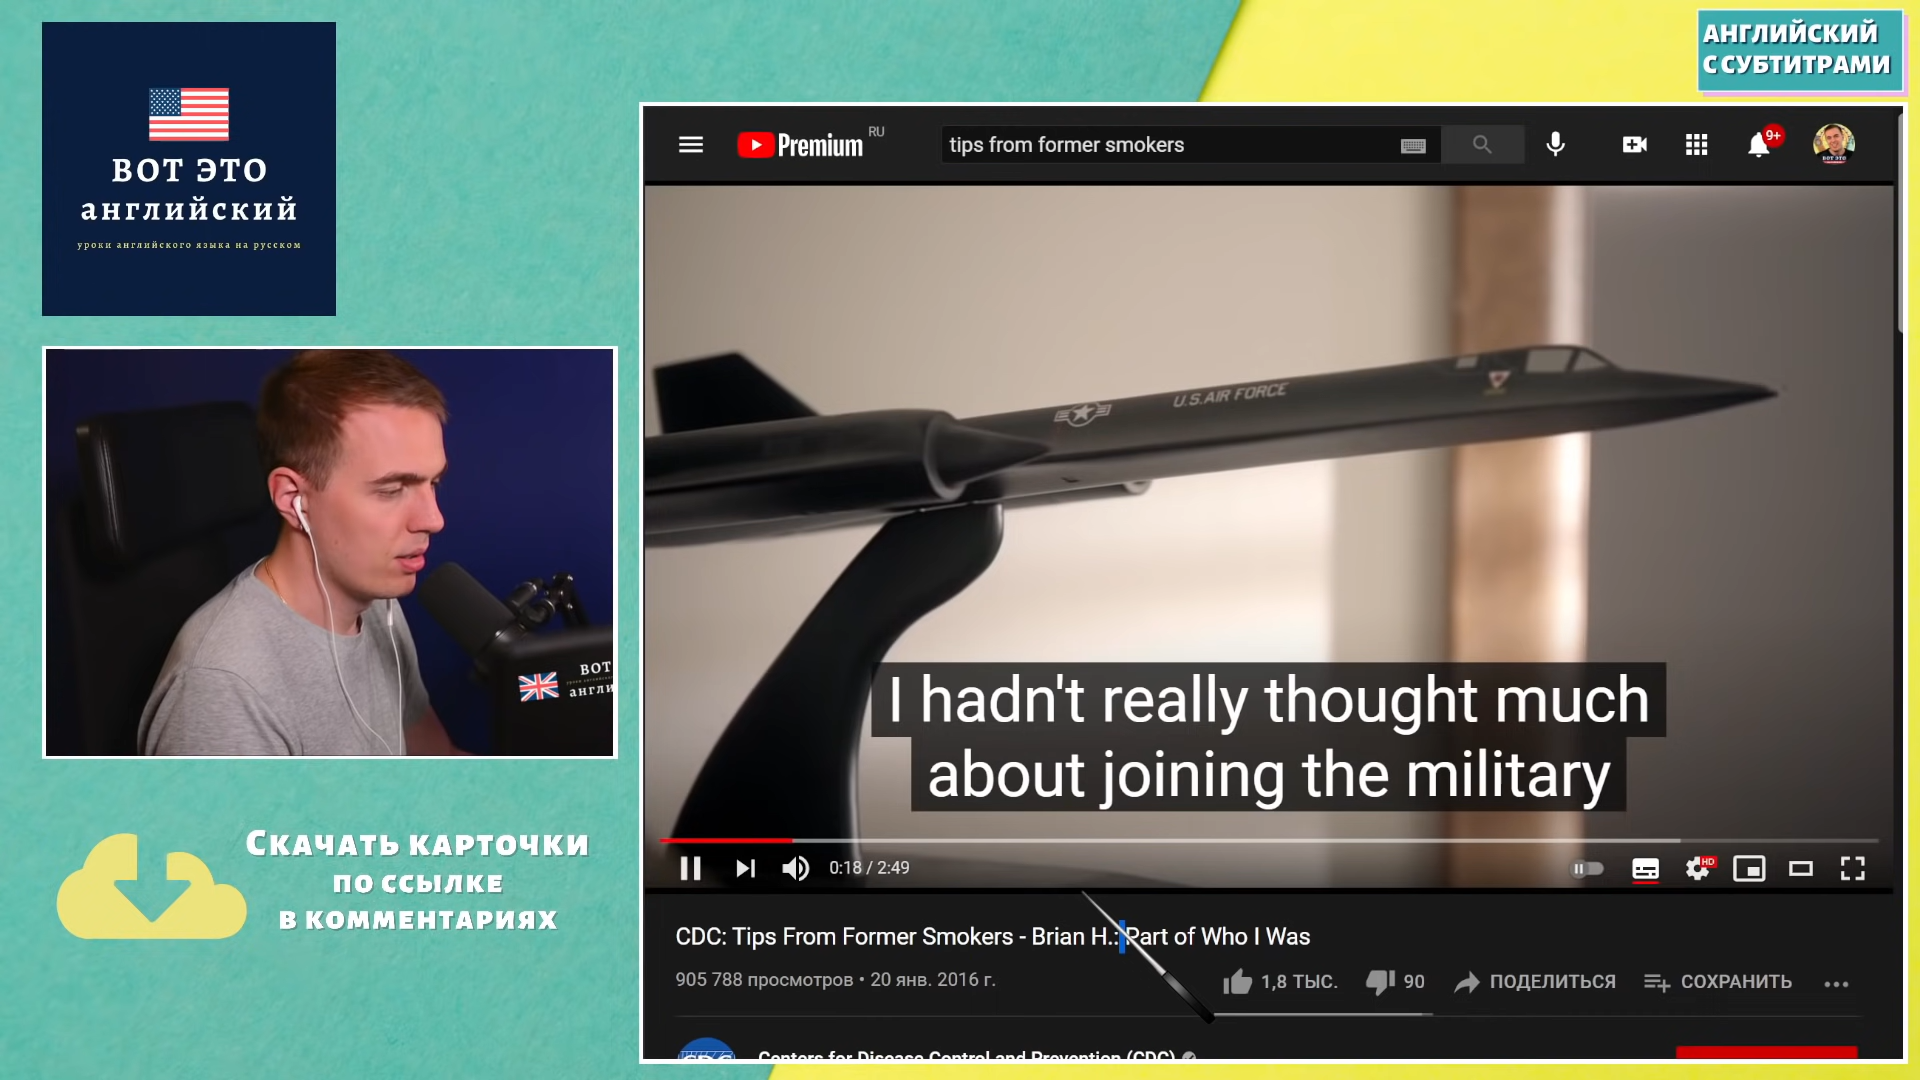 ВОТ ЭТО
английский
уроки английского языка на русском
АНГЛИЙСКИЙ
С СУБТИТРАМИ
Premium RU
tips from former smokers
9+
U.S. AIR FORCE
I hadn't really thought much
about joining the military
0:18 / 2:49
HD
CDC: Tips From Former Smokers - Brian H.: Part of Who I Was
905 788 просмотров • 20 янв. 2016 г.
1,8 ТЫС.
90
ПОДЕЛИТЬСЯ
СОХРАНИТЬ
CDC
Centers for Disease Control and Prevention (CDC)
ВОТ
англи
Скачать карточки
по ссылке
в комментариях